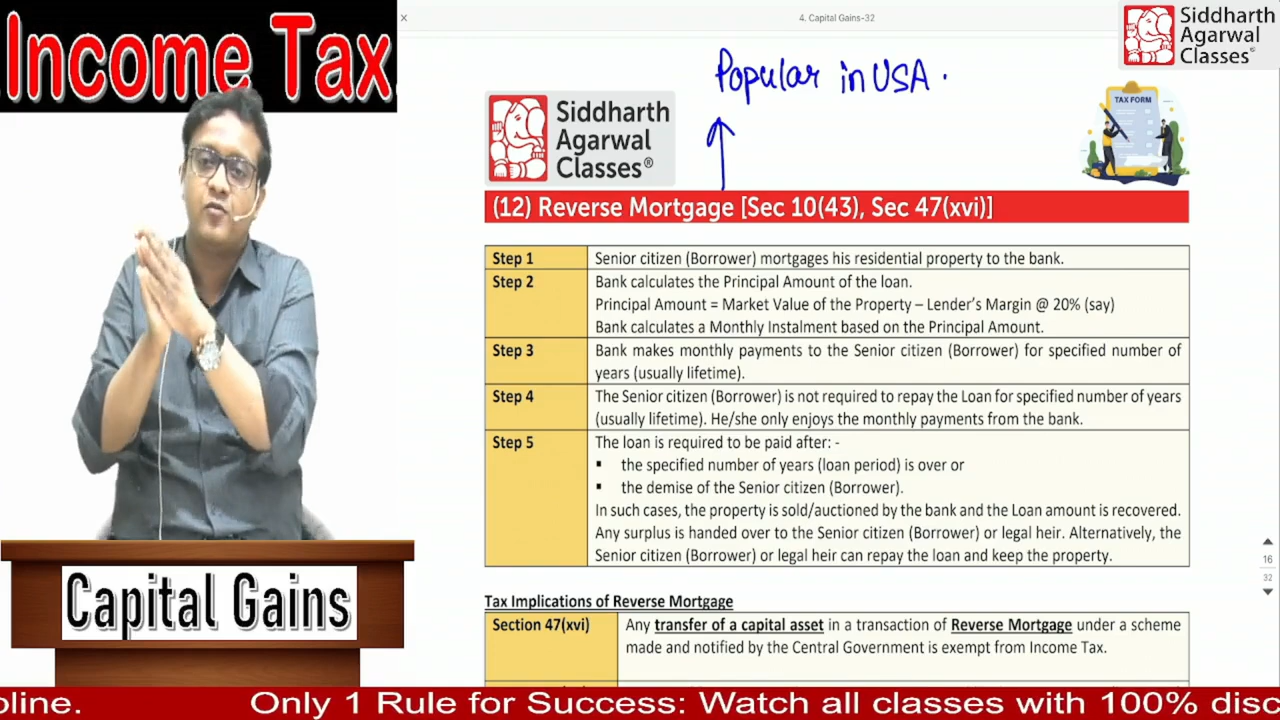 Income Tax
4. Capital Gains-32
Siddharth
Agarwal
Classes®
Popular in USA.
Siddharth
Agarwal
Classes®
TAX FORM
(12) Reverse Mortgage [Sec 10(43), Sec 47(xvi)]
Step 1 Senior citizen (Borrower) mortgages his residential property to the bank.
Step 2 Bank calculates the Principal Amount of the loan.
Principal Amount = Market Value of the Property – Lender's Margin @ 20% (say)
Bank calculates a Monthly Instalment based on the Principal Amount.
Step 3 Bank makes monthly payments to the Senior citizen (Borrower) for specified number of
years (usually lifetime).
Step 4 The Senior citizen (Borrower) is not required to repay the Loan for specified number of years
(usually lifetime). He/she only enjoys the monthly payments from the bank.
Step 5 The loan is required to be paid after: -
▪ the specified number of years (loan period) is over or
▪ the demise of the Senior citizen (Borrower).
In such cases, the property is sold/auctioned by the bank and the Loan amount is recovered.
Any surplus is handed over to the Senior citizen (Borrower) or legal heir. Alternatively, the
Senior citizen (Borrower) or legal heir can repay the loan and keep the property.
16
32
Capital Gains
Tax Implications of Reverse Mortgage
Section 47(xvi) Any transfer of a capital asset in a transaction of Reverse Mortgage under a scheme
made and notified by the Central Government is exempt from Income Tax.
pline. Only 1 Rule for Success: Watch all classes with 100% disc